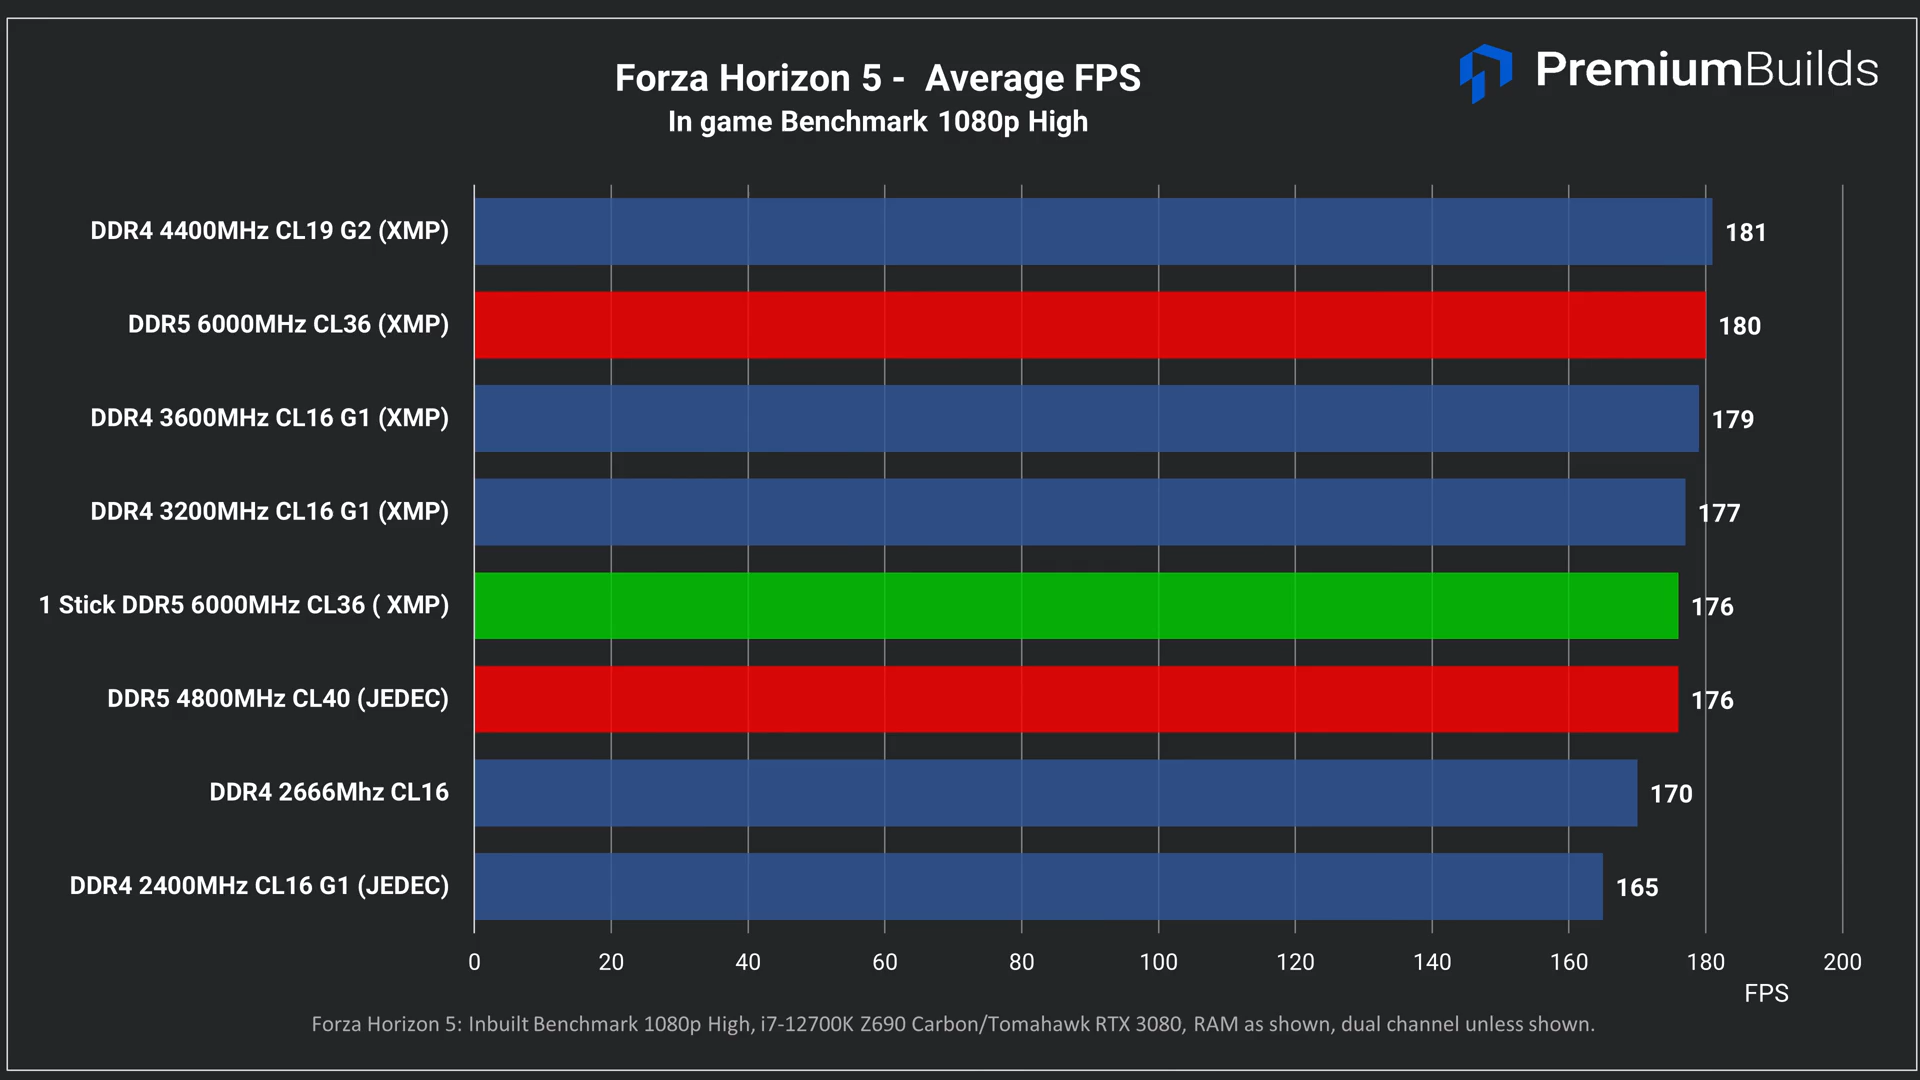 Forza Horizon 5 - Average FPS
In game Benchmark 1080p High
PremiumBuilds
DDR4 4400MHz CL19 G2 (XMP)
181
DDR5 6000MHz CL36 (XMP)
180
DDR4 3600MHz CL16 G1 (XMP)
179
DDR4 3200MHz CL16 G1 (XMP)
177
1 Stick DDR5 6000MHz CL36 ( XMP)
176
DDR5 4800MHz CL40 (JEDEC)
176
DDR4 2666Mhz CL16
170
DDR4 2400MHz CL16 G1 (JEDEC)
165
0 20 40 60 80 100 120 140 160 180 200
FPS
Forza Horizon 5: Inbuilt Benchmark 1080p High, i7-12700K Z690 Carbon/Tomahawk RTX 3080, RAM as shown, dual channel unless shown.